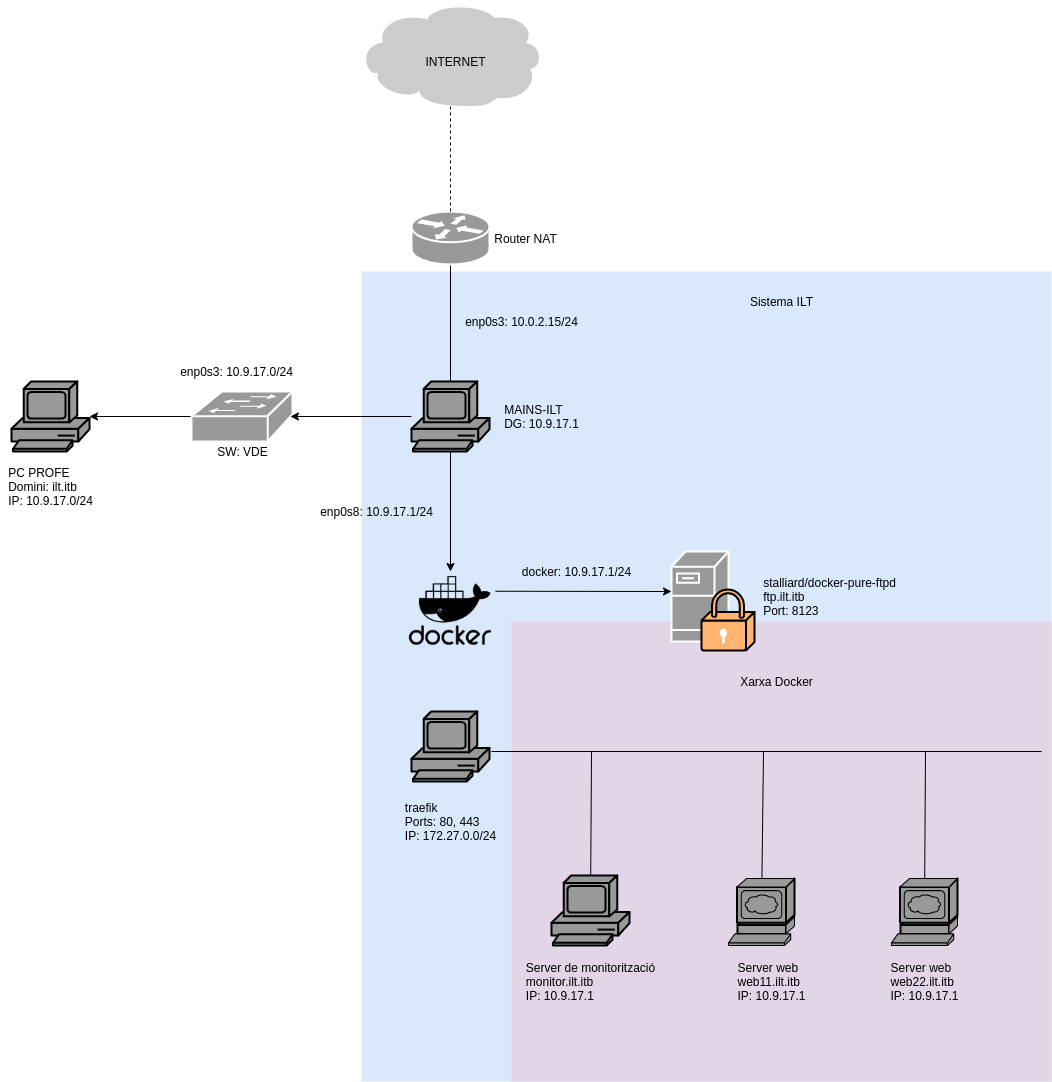 INTERNET
Router NAT
Sistema ILT
enp0s3: 10.0.2.15/24
enp0s3: 10.9.17.0/24
MAINS-ILT
DG: 10.9.17.1
SW: VDE
PC PROFE
Domini: ilt.itb
IP: 10.9.17.0/24
enp0s8: 10.9.17.1/24
docker: 10.9.17.1/24
stalliard/docker-pure-ftpd
ftp.ilt.itb
Port: 8123
docker
Xarxa Docker
traefik
Ports: 80, 443
IP: 172.27.0.0/24
Server de monitorització
monitor.ilt.itb
IP: 10.9.17.1
Server web
web11.ilt.itb
IP: 10.9.17.1
Server web
web22.ilt.itb
IP: 10.9.17.1